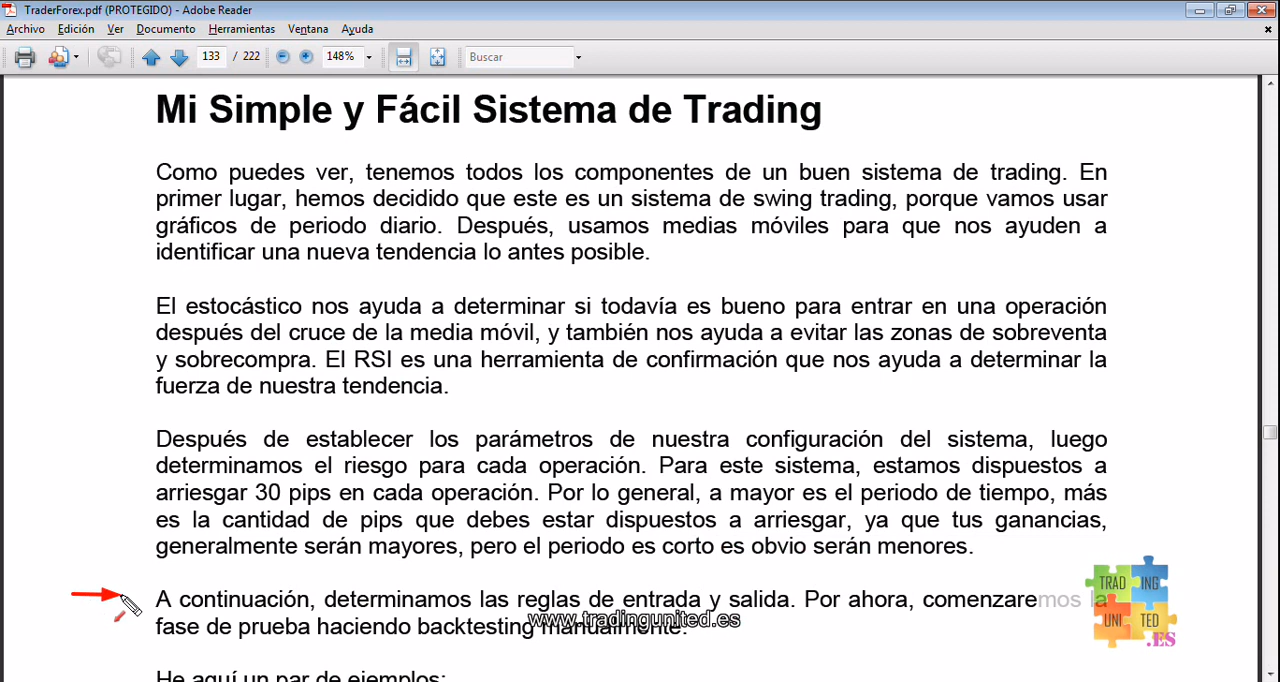 TraderForex.pdf (PROTEGIDO) - Adobe Reader
Archivo Edición Ver Documento Herramientas Ventana Ayuda
133 / 222 148% Buscar
Mi Simple y Fácil Sistema de Trading
Como puedes ver, tenemos todos los componentes de un buen sistema de trading. En
primer lugar, hemos decidido que este es un sistema de swing trading, porque vamos usar
gráficos de periodo diario. Después, usamos medias móviles para que nos ayuden a
identificar una nueva tendencia lo antes posible.
El estocástico nos ayuda a determinar si todavía es bueno para entrar en una operación
después del cruce de la media móvil, y también nos ayuda a evitar las zonas de sobreventa
y sobrecompra. El RSI es una herramienta de confirmación que nos ayuda a determinar la
fuerza de nuestra tendencia.
Después de establecer los parámetros de nuestra configuración del sistema, luego
determinamos el riesgo para cada operación. Para este sistema, estamos dispuestos a
arriesgar 30 pips en cada operación. Por lo general, a mayor es el periodo de tiempo, más
es la cantidad de pips que debes estar dispuestos a arriesgar, ya que tus ganancias,
generalmente serán mayores, pero el periodo es corto es obvio serán menores.
A continuación, determinamos las reglas de entrada y salida. Por ahora, comenzaremos la
fase de prueba haciendo backtesting manualmente.
www.tradingunited.es
TRAD ING
UNI TED
.ES
He aquí un par de ejemplos: